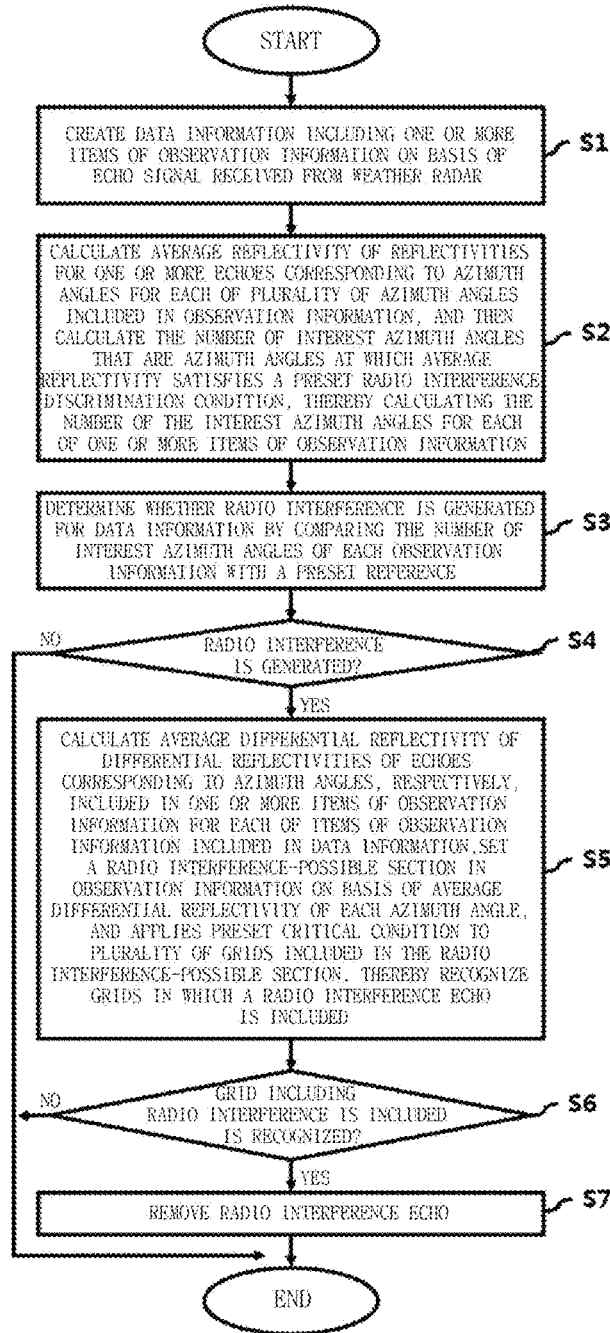 START
CREATE DATA INFORMATION INCLUDING ONE OR MORE
ITEMS OF OBSERVATION INFORMATION ON BASIS OF
ECHO SIGNAL RECEIVED FROM WEATHER RADAR
S1
CALCULATE AVERAGE REFLECTIVITY OF REFLECTIVITIES
FOR ONE OR MORE ECHOES CORRESPONDING TO AZIMUTH
ANGLES FOR EACH OF PLURALITY OF AZIMUTH ANGLES
INCLUDED IN OBSERVATION INFORMATION, AND THEN
CALCULATE THE NUMBER OF INTEREST AZIMUTH ANGLES
THAT ARE AZIMUTH ANGLES AT WHICH AVERAGE
REFLECTIVITY SATISFIES A PRESET RADIO INTERFERENCE
DISCRIMINATION CONDITION, THEREBY CALCULATING THE
NUMBER OF THE INTEREST AZIMUTH ANGLES FOR EACH
OF ONE OR MORE ITEMS OF OBSERVATION INFORMATION
S2
DETERMINE WHETHER RADIO INTERFERENCE IS GENERATED
FOR DATA INFORMATION BY COMPARING THE NUMBER OF
INTEREST AZIMUTH ANGLES OF EACH OBSERVATION
INFORMATION WITH A PRESET REFERENCE
S3
NO
RADIO INTERFERENCE
IS GENERATED?
S4
YES
CALCULATE AVERAGE DIFFERENTIAL REFLECTIVITY OF
DIFFERENTIAL REFLECTIVITIES OF ECHOES
CORRESPONDING TO AZIMUTH ANGLES, RESPECTIVELY,
INCLUDED IN ONE OR MORE ITEMS OF OBSERVATION
INFORMATION FOR EACH OF ITEMS OF OBSERVATION
INFORMATION INCLUDED IN DATA INFORMATION,SET
A RADIO INTERFERENCE-POSSIBLE SECTION IN
OBSERVATION INFORMATION ON BASIS OF AVERAGE
DIFFERENTIAL REFLECTIVITY OF EACH AZIMUTH ANGLE,
AND APPLIES PRESET CRITICAL CONDITION TO
PLURALITY OF GRIDS INCLUDED IN THE RADIO
INTERFERENCE-POSSIBLE SECTION, THEREBY RECOGNIZE
GRIDS IN WHICH A RADIO INTERFERENCE ECHO
IS INCLUDED
S5
NO
GRID INCLUDING
RADIO INTERFERENCE IS INCLUDED
IS RECOGNIZED?
S6
YES
REMOVE RADIO INTERFERENCE ECHO
S7
END